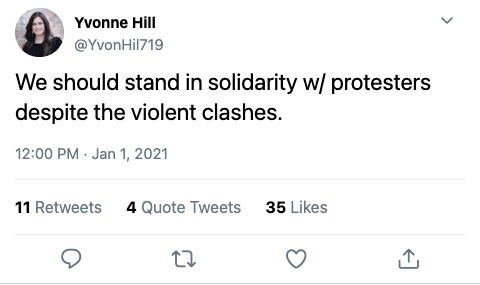 Yvonne Hill
@YvonHil719
We should stand in solidarity w/ protesters
despite the violent clashes.
12:00 PM · Jan 1, 2021
11 Retweets 4 Quote Tweets 35 Likes